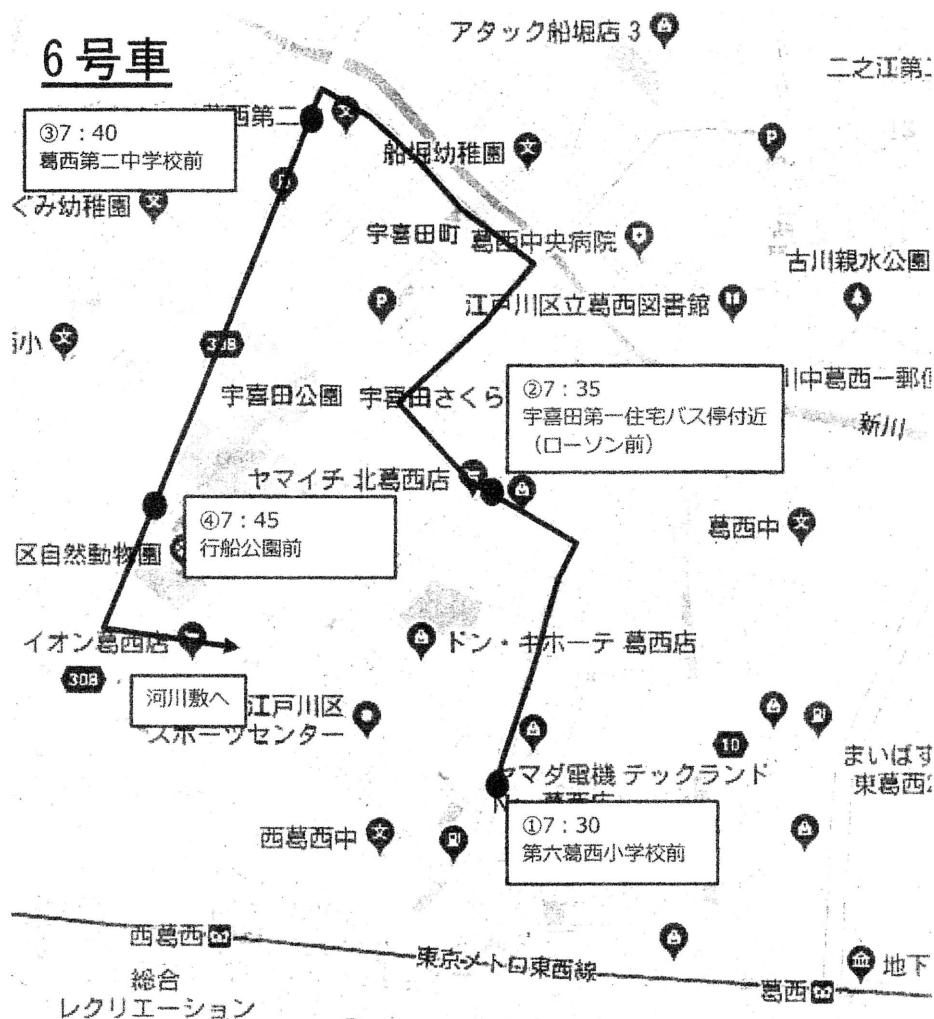 6号車
アタック船堀店 3
二之江第二
③7：40
葛西第二中学校前
葛西第二
船堀幼稚園
ぐみ幼稚園
宇喜田町
葛西中央病院
古川親水公園
江戸川区立葛西図書館
小
308
宇喜田公園
宇喜田さくら
②7：35
宇喜田第一住宅バス停付近
（ローソン前）
川中葛西一郵便
新川
ヤマイチ 北葛西店
④7：45
行船公園前
葛西中
区自然動物園
イオン葛西店
ドン・キホーテ 葛西店
308
河川敷へ
江戸川区
スポーツセンター
10
ヤマダ電機 テックランド
まいばす
東葛西2
①7：30
第六葛西小学校前
西葛西中
西葛西
東京メトロ東西線
葛西
地下
総合
レクリエーション